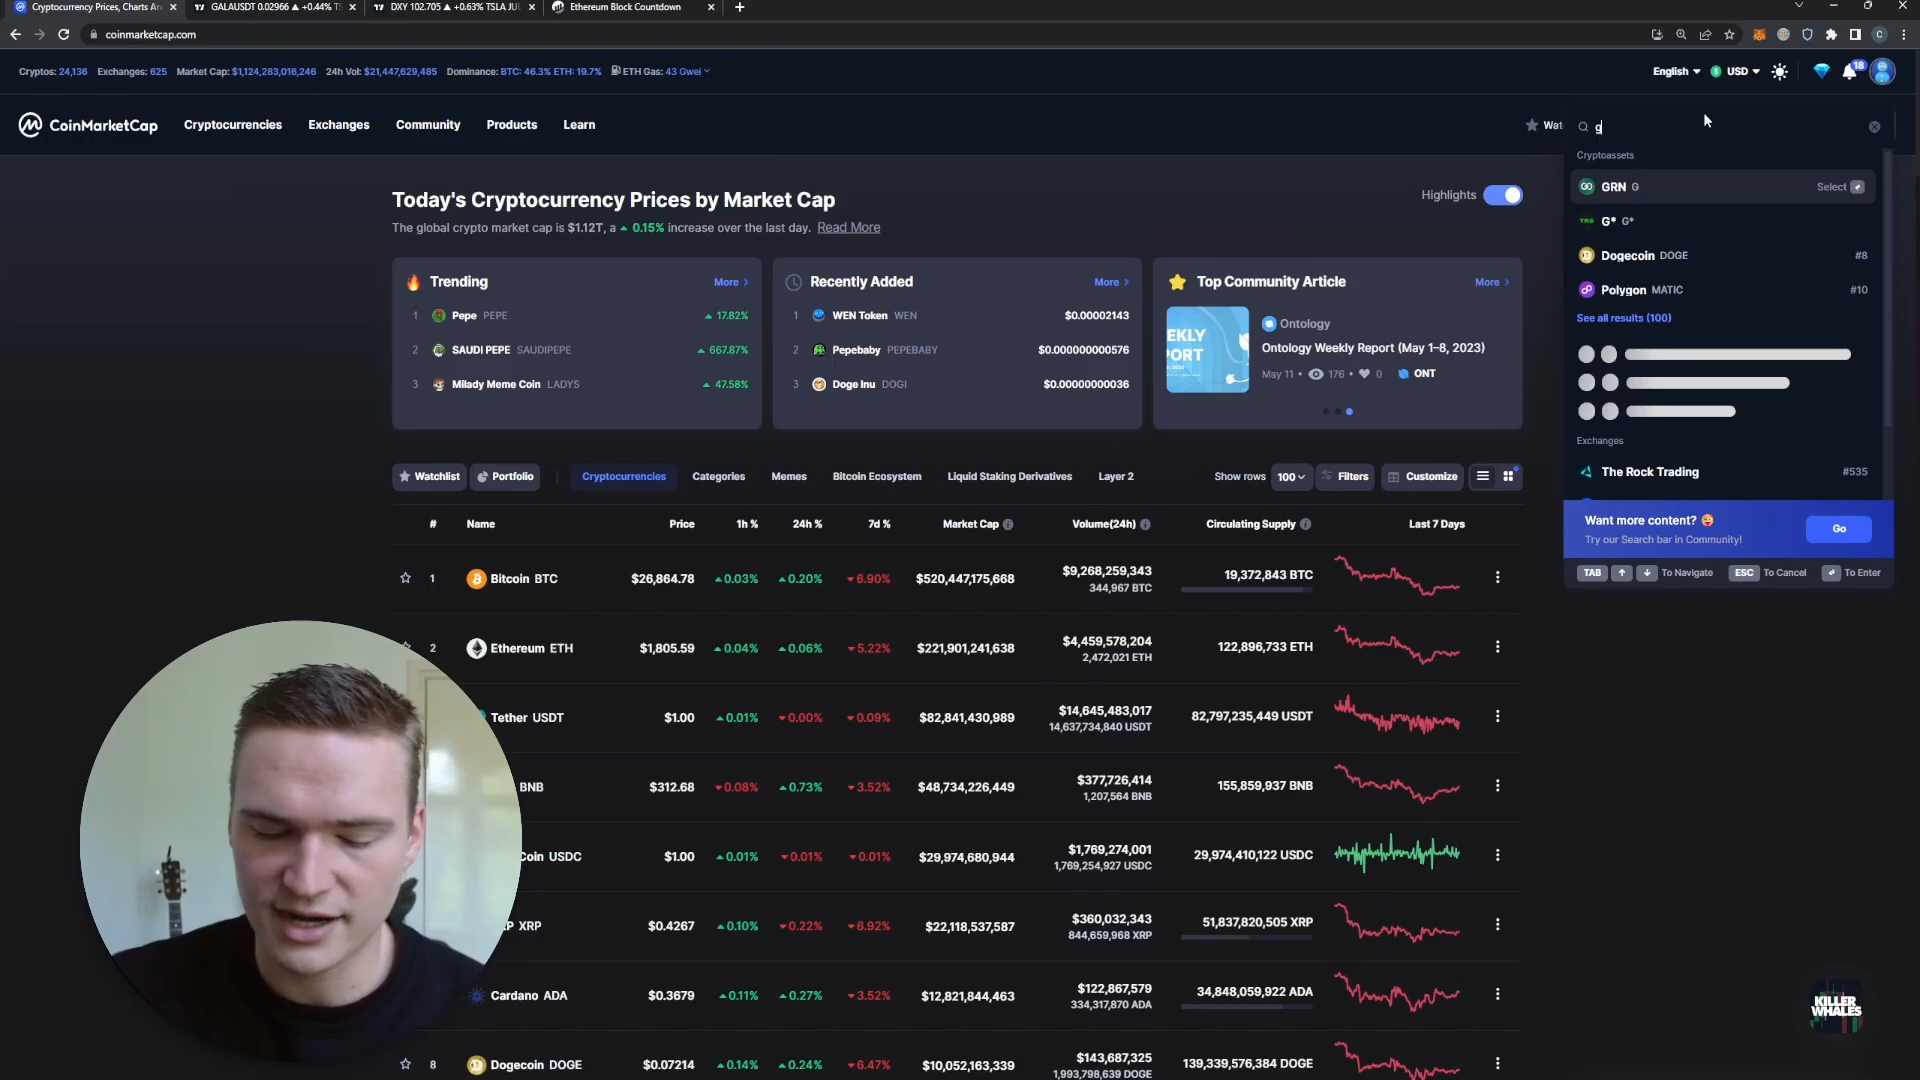 Cryptocurrency Prices, Charts An
GALAUSDT 0.02966 ▲ +0.44% TS
DXY 102.705 ▲ +0.63% TSLA JUL
Ethereum Block Countdown
coinmarketcap.com
Cryptos: 24,136 Exchanges: 625 Market Cap: $1,124,283,016,246 24h Vol: $21,447,629,485 Dominance: BTC: 46.3% ETH: 19.7% ETH Gas: 43 Gwei
English USD 18
CoinMarketCap Cryptocurrencies Exchanges Community Products Learn
Wat g
Cryptoassets
GRN G Select
G* G*
Dogecoin DOGE #8
Polygon MATIC #10
See all results (100)
Exchanges
The Rock Trading #535
Want more content?
Try our Search bar in Community!
Go
TAB ↑ ↓ To Navigate ESC To Cancel To Enter
Today's Cryptocurrency Prices by Market Cap
Highlights
The global crypto market cap is $1.12T, a ▲ 0.15% increase over the last day. Read More
Trending More
1 Pepe PEPE ▲ 17.82%
2 SAUDI PEPE SAUDIPEPE ▲ 667.87%
3 Milady Meme Coin LADYS ▲ 47.58%
Recently Added More
1 WEN Token WEN $0.00002143
2 Pepebaby PEPEBABY $0.000000000576
3 Doge Inu DOGI $0.00000000036
Top Community Article More
EKLY
PORT
Ontology
Ontology Weekly Report (May 1–8, 2023)
May 11 • 176 • 0 ONT
Watchlist Portfolio Cryptocurrencies Categories Memes Bitcoin Ecosystem Liquid Staking Derivatives Layer 2 Show rows 100 Filters Customize
# Name Price 1h % 24h % 7d % Market Cap Volume(24h) Circulating Supply Last 7 Days
1 Bitcoin BTC $26,864.78 ▲0.03% ▲0.20% ▼6.90% $520,447,175,668 $9,268,259,343 19,372,843 BTC
344,967 BTC
2 Ethereum ETH $1,805.59 ▲0.04% ▲0.06% ▼5.22% $221,901,241,638 $4,459,578,204 122,896,733 ETH
2,472,021 ETH
Tether USDT $1.00 ▲0.01% ▼0.00% ▼0.09% $82,841,430,989 $14,645,483,017 82,797,235,449 USDT
14,637,734,840 USDT
BNB $312.68 ▼0.08% ▲0.73% ▼3.52% $48,734,226,449 $377,726,414 155,859,937 BNB
1,207,564 BNB
Coin USDC $1.00 ▲0.01% ▼0.01% ▼0.01% $29,974,680,944 $1,769,274,001 29,974,410,122 USDC
1,769,254,927 USDC
P XRP $0.4267 ▲0.10% ▼0.22% ▼6.92% $22,118,537,587 $360,032,343 51,837,820,505 XRP
844,659,968 XRP
Cardano ADA $0.3679 ▲0.11% ▲0.27% ▼3.52% $12,821,844,463 $122,867,579 34,848,059,922 ADA
334,317,870 ADA
8 Dogecoin DOGE $0.07214 ▲0.14% ▲0.24% ▼6.47% $10,052,163,339 $143,687,325 139,339,576,384 DOGE
1,993,798,639 DOGE
KILLER
WHALES